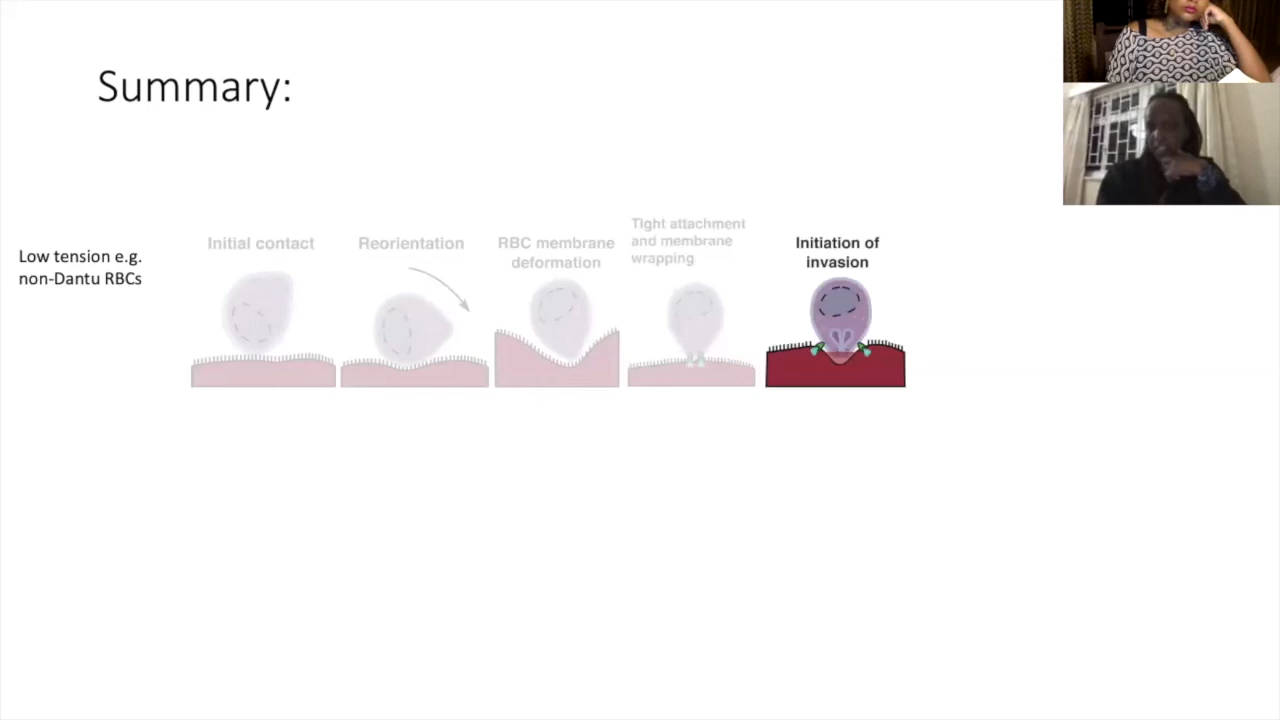 Summary:
Low tension e.g.
non-Dantu RBCs
Initial contact
Reorientation
RBC membrane
deformation
Tight attachment
and membrane
wrapping
Initiation of
invasion